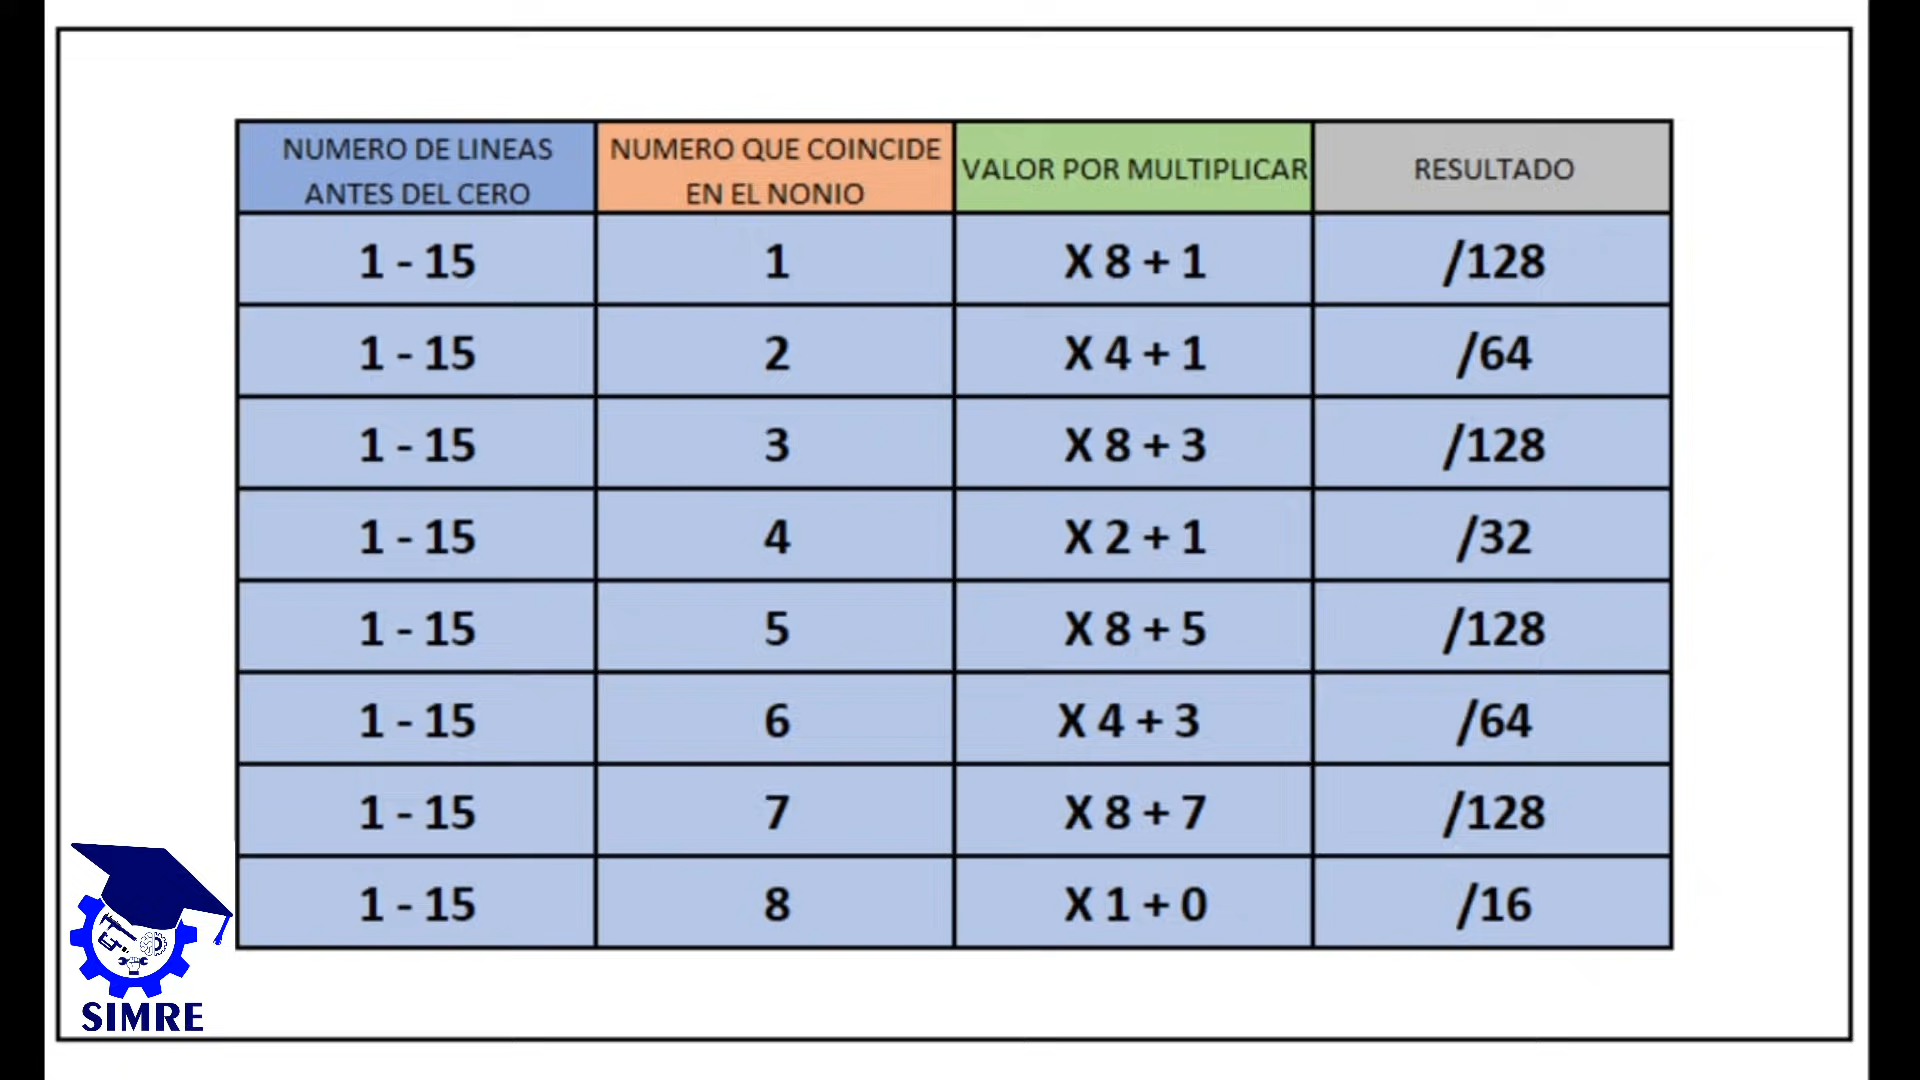 NUMERO DE LINEAS ANTES DEL CERO
NUMERO QUE COINCIDE EN EL NONIO
VALOR POR MULTIPLICAR
RESULTADO
1 - 15 1 X 8 + 1 /128
1 - 15 2 X 4 + 1 /64
1 - 15 3 X 8 + 3 /128
1 - 15 4 X 2 + 1 /32
1 - 15 5 X 8 + 5 /128
1 - 15 6 X 4 + 3 /64
1 - 15 7 X 8 + 7 /128
1 - 15 8 X 1 + 0 /16
SIMRE